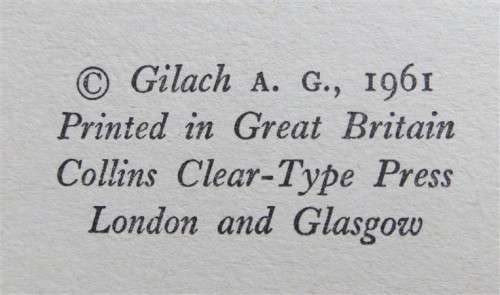 © Gilach A. G., 1961
Printed in Great Britain
Collins Clear-Type Press
London and Glasgow